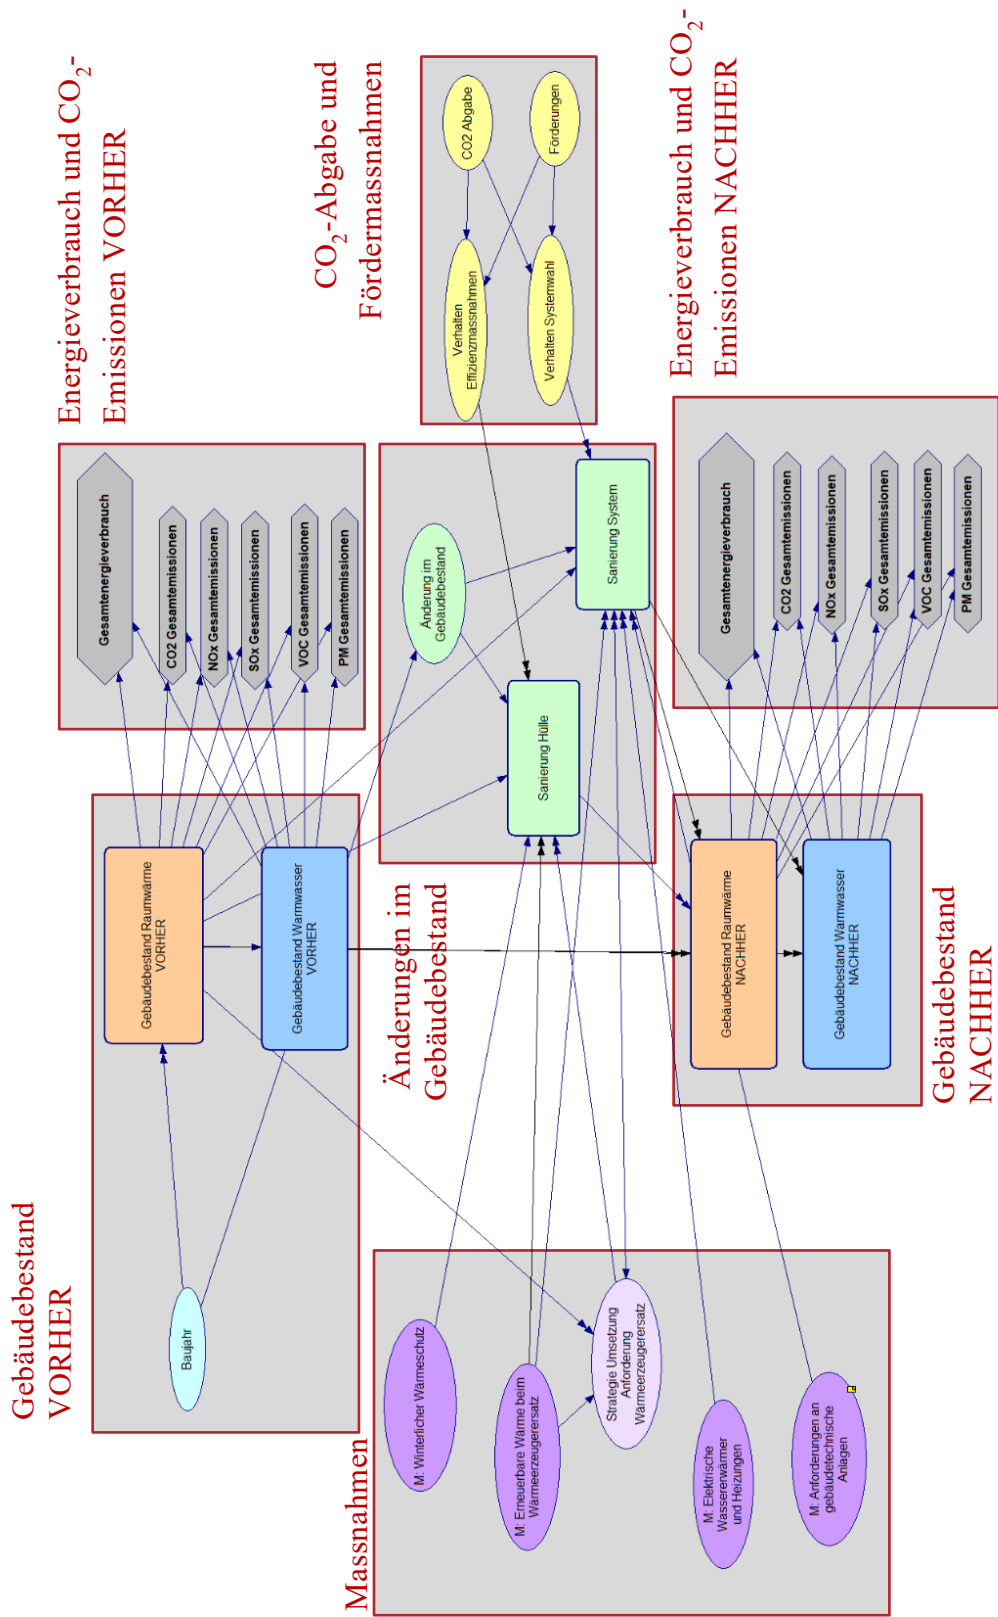 Gebäudebestand
VORHER
Baujahr
Gebäudebestand Raumwärme
VORHER
Gebäudebestand Warmwasser
VORHER
Energieverbrauch und CO₂-
Emissionen VORHER
Gesamtenergieverbrauch
CO2 Gesamtemissionen
NOx Gesamtemissionen
SOx Gesamtemissionen
VOC Gesamtemissionen
PM Gesamtemissionen
Massnahmen
M: Winterlicher Wärmeschutz
M: Erneuerbare Wärme beim
Wärmeerzeugerersatz
Strategie Umsetzung
Anforderung
Wärmeerzeugerersatz
M: Elektrische
Wassererwärmer
und Heizungen
M: Anforderungen an
gebäudetechnische
Anlagen
Änderungen im
Gebäudebestand
Änderung im
Gebäudebestand
Sanierung Hülle
Sanierung System
CO₂-Abgabe und
Fördermassnahmen
Verhalten
Effizienzmassnahmen
Verhalten Systemwahl
CO2 Abgabe
Förderungen
Gebäudebestand
NACHHER
Gebäudebestand Raumwärme
NACHHER
Gebäudebestand Warmwasser
NACHHER
Energieverbrauch und CO₂-
Emissionen NACHHER
Gesamtenergieverbrauch
CO2 Gesamtemissionen
NOx Gesamtemissionen
SOx Gesamtemissionen
VOC Gesamtemissionen
PM Gesamtemissionen